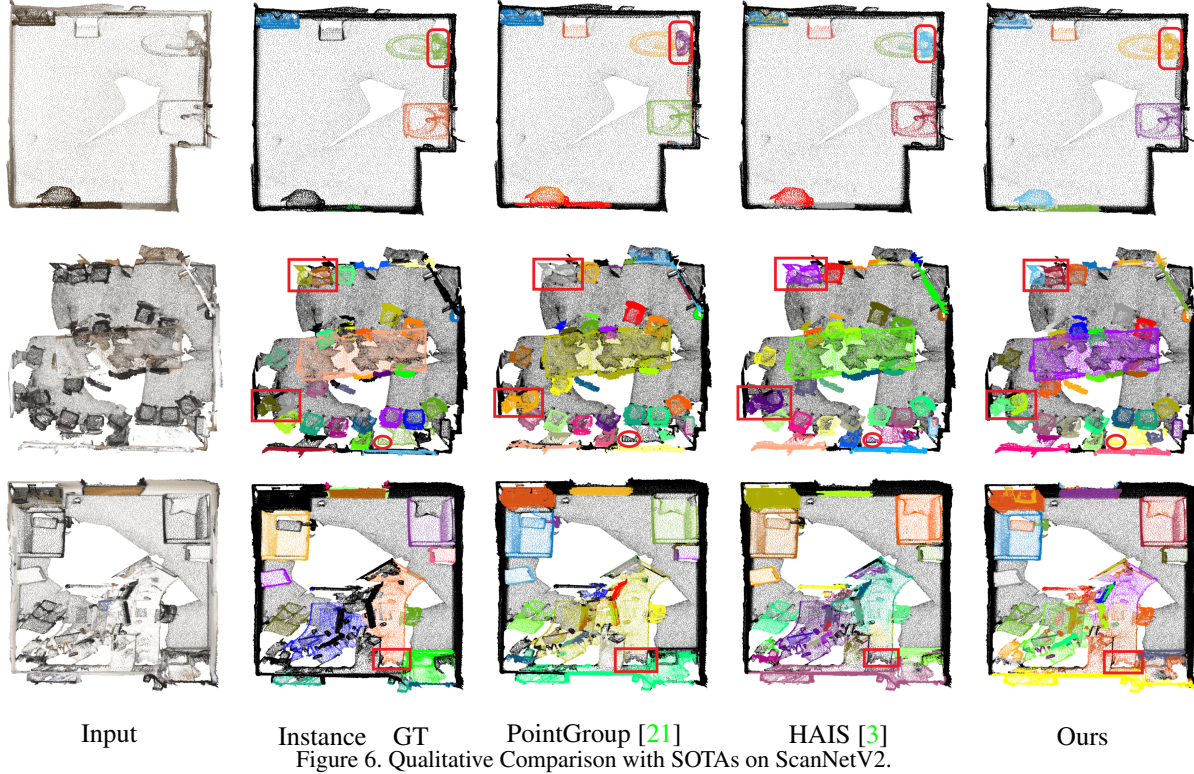 Input
Instance GT
PointGroup [21]
HAIS [3]
Ours
Figure 6. Qualitative Comparison with SOTAs on ScanNetV2.